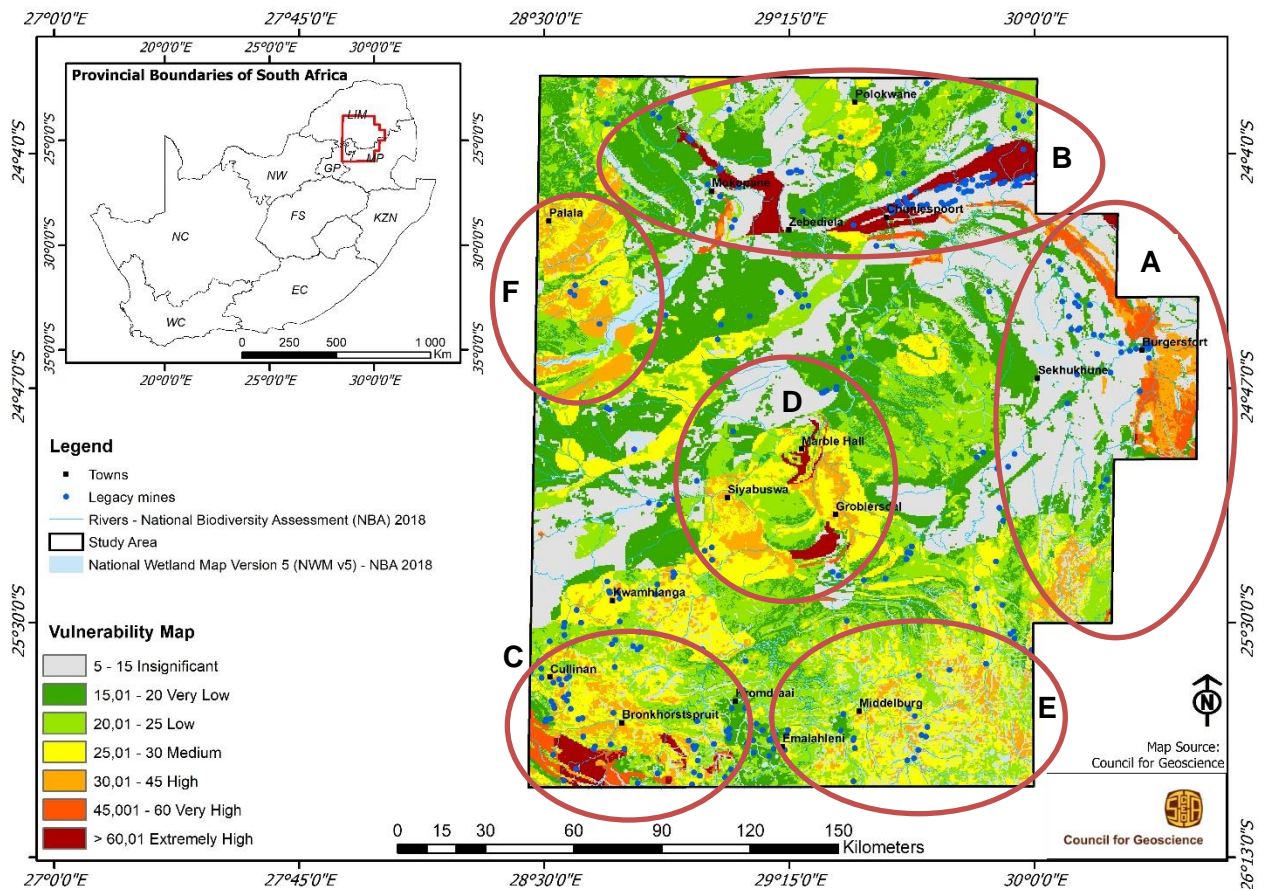 27°0'0"E
27°45'0"E
28°30'0"E
29°15'0"E
30°0'0"E
20°0'0"E
25°0'0"E
30°0'0"E
Provincial Boundaries of South Africa
LIM
MP
GP
NW
FS
KZN
NC
EC
WC
25°0'0"S
30°0'0"S
35°0'0"S
0
250
500
1 000
Km
20°0'0"E
25°0'0"E
30°0'0"E
24°4'0"S
24°47'0"S
25°30'0"S
24°4'0"S
24°47'0"S
25°30'0"S
26°13'0"S
Legend
Towns
Legacy mines
Rivers - National Biodiversity Assessment (NBA) 2018
Study Area
National Wetland Map Version 5 (NWM v5) - NBA 2018
Vulnerability Map
5 - 15 Insignificant
15,01 - 20 Very Low
20,01 - 25 Low
25,01 - 30 Medium
30,01 - 45 High
45,001 - 60 Very High
> 60,01 Extremely High
Polokwane
B
Mokopane
Zebediela
Chuniespoort
Palala
F
A
Burgersfort
Sekhukhune
D
Marble Hall
Siyabuswa
Groblersdal
Kwamhlanga
C
Cullinan
Bronkhorstspruit
Kromdraai
Emalahleni
Middelburg
E
N
Map Source:
Council for Geoscience
Council for Geoscience
0 15 30 60 90 120 150
Kilometers
27°0'0"E
27°45'0"E
28°30'0"E
29°15'0"E
30°0'0"E